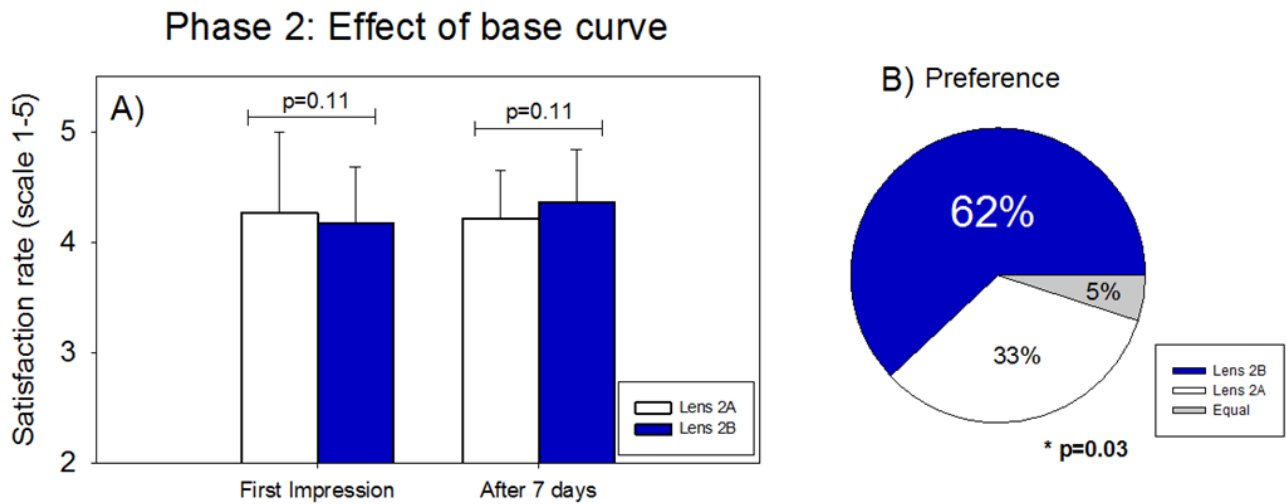 Phase 2: Effect of base curve
A)
p=0.11
p=0.11
Satisfaction rate (scale 1-5)
5
4
3
2
First Impression
After 7 days
Lens 2A
Lens 2B
B) Preference
62%
5%
33%
Lens 2B
Lens 2A
Equal
* p=0.03